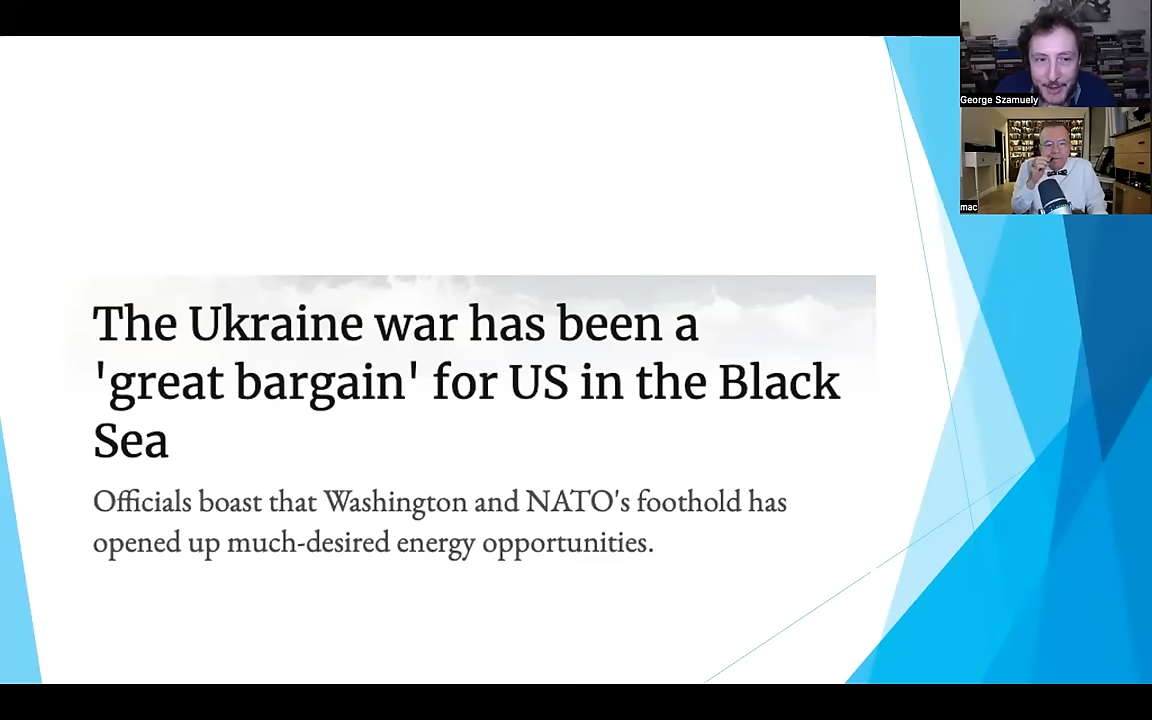 George Szamuely
mac
The Ukraine war has been a
'great bargain' for US in the Black
Sea
Officials boast that Washington and NATO's foothold has
opened up much-desired energy opportunities.